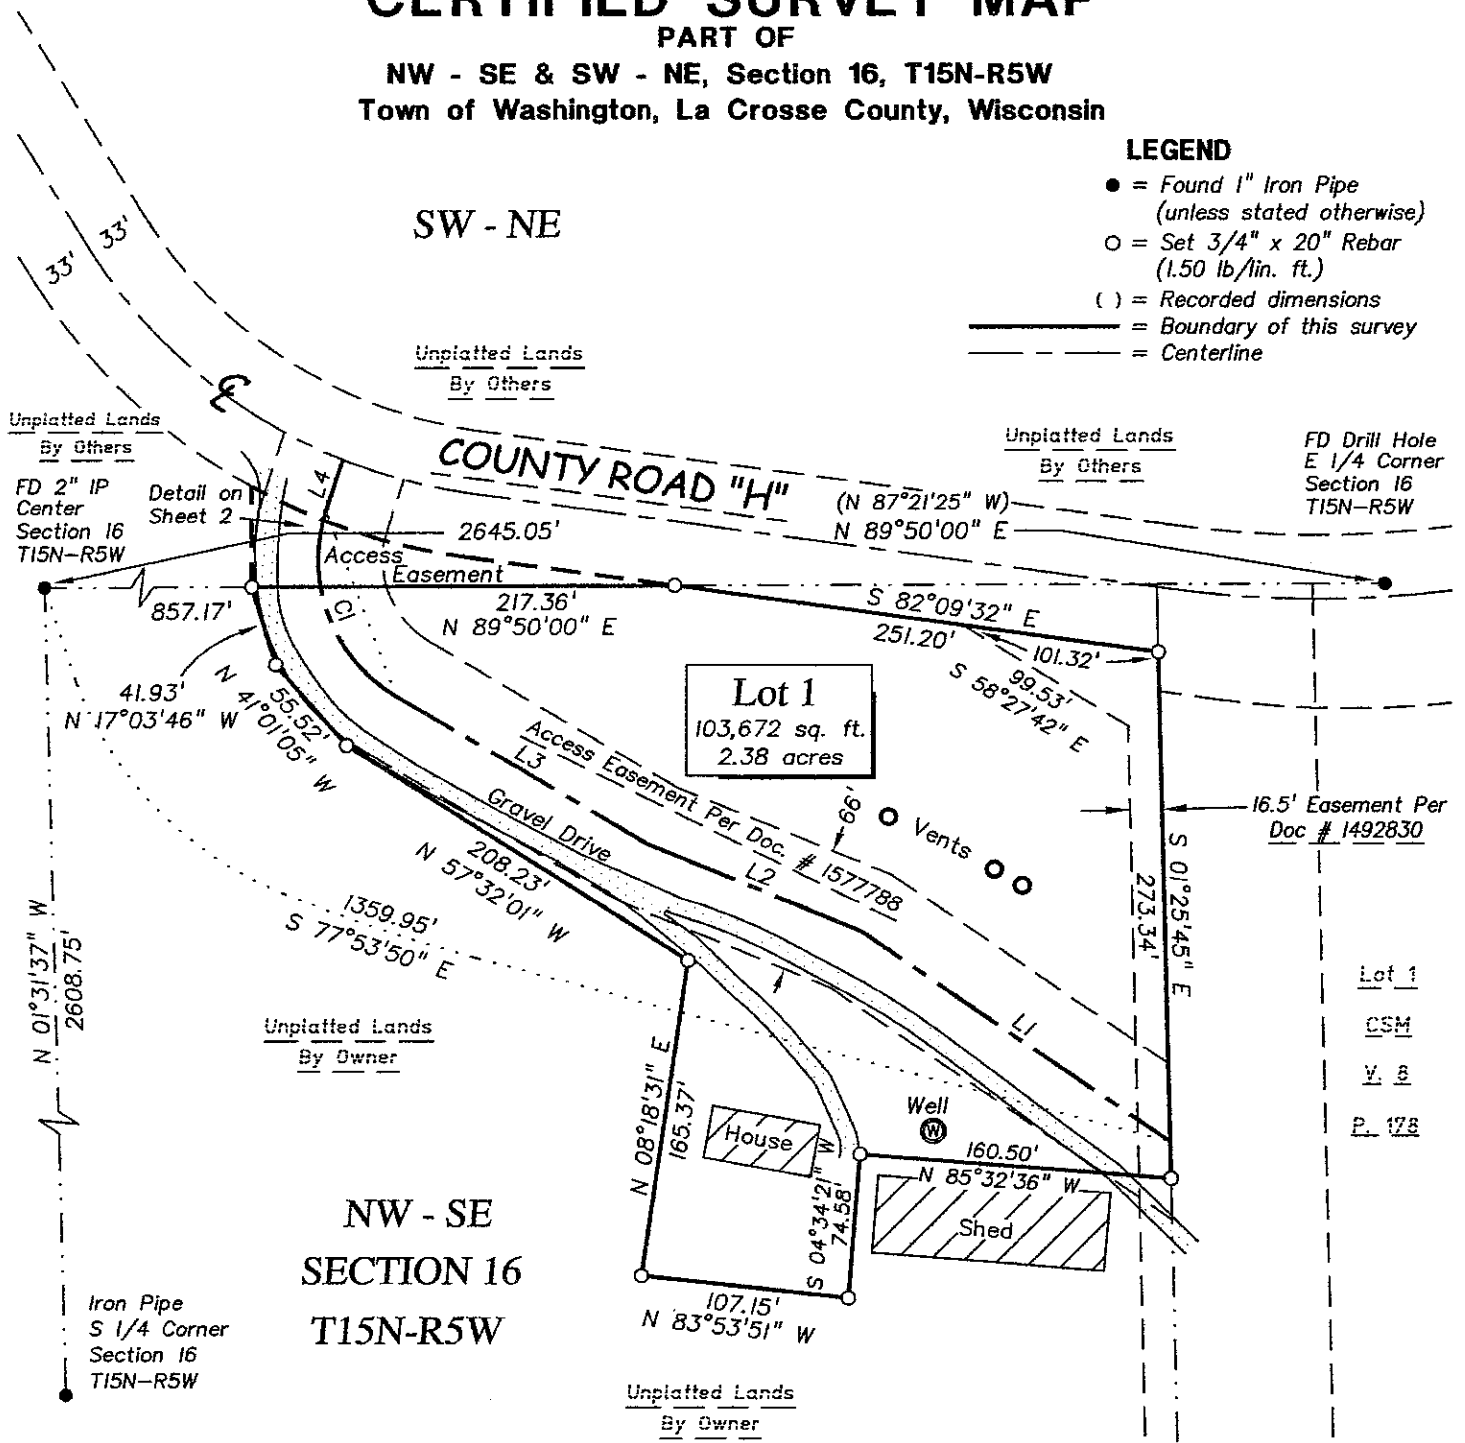 CERTIFIED SURVEY MAP
PART OF
NW - SE & SW - NE, Section 16, T15N-R5W
Town of Washington, La Crosse County, Wisconsin
LEGEND
● = Found 1" Iron Pipe
(unless stated otherwise)
○ = Set 3/4" x 20" Rebar
(1.50 lb/lin. ft.)
( ) = Recorded dimensions
= Boundary of this survey
= Centerline
SW - NE
33'
33'
Unplatted Lands
By Others
CL
Unplatted Lands
By Others
Unplatted Lands
By Others
COUNTY ROAD "H"
FD Drill Hole
E 1/4 Corner
Section 16
T15N-R5W
FD 2" IP
Center
Section 16
T15N-R5W
Detail on
Sheet 2
L4
(N 87°21'25" W)
N 89°50'00" E
2645.05'
Access
Easement
857.17'
C1
217.36'
N 89°50'00" E
S 82°09'32" E
251.20'
101.32'
99.53'
S 58°27'42" E
41.93'
N 17°03'46" W
55.52'
N 41°01'05" W
Lot 1
103,672 sq. ft.
2.38 acres
Access Easement Per Doc. # 1577788
L3
66'
Vents
16.5' Easement Per
Doc # 1492830
Gravel Drive
L2
208.23'
N 57°32'01" W
S 01°25'45" E
273.34'
1359.95'
S 77°53'50" E
N 01°31'37" W
2608.75'
Lot 1
CSM
V. 8
P. 178
L1
Unplatted Lands
By Owner
N 08°18'31" E
165.37'
House
Well
W
160.50'
N 85°32'36" W
S 04°34'21" W
74.58'
Shed
NW - SE
SECTION 16
T15N-R5W
107.15'
N 83°53'51" W
Iron Pipe
S 1/4 Corner
Section 16
T15N-R5W
Unplatted Lands
By Owner